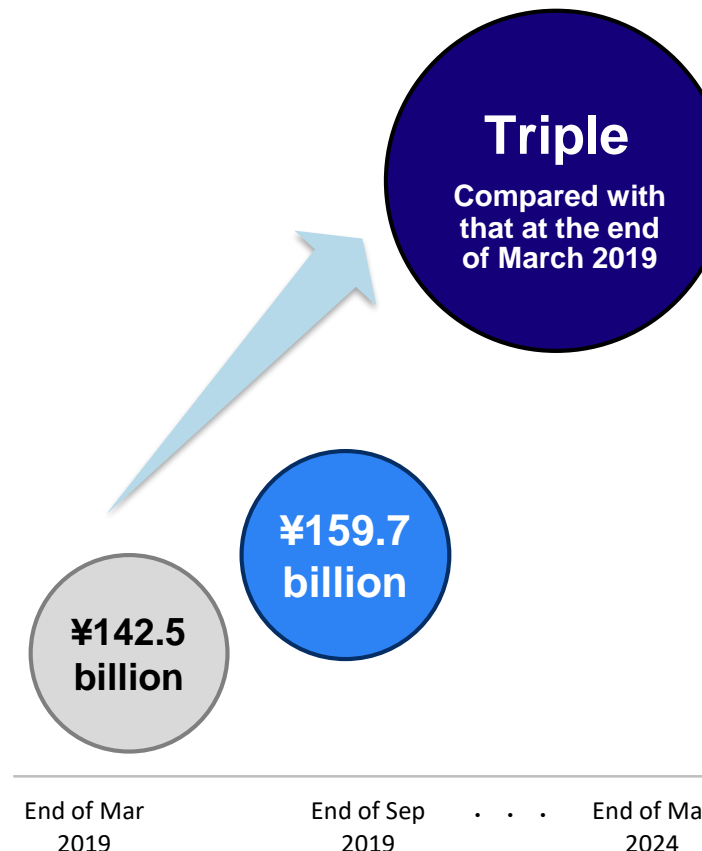 Triple
Compared with
that at the end
of March 2019
¥159.7
billion
¥142.5
billion
End of Mar
2019
End of Sep
2019
. . .
End of Ma
2024